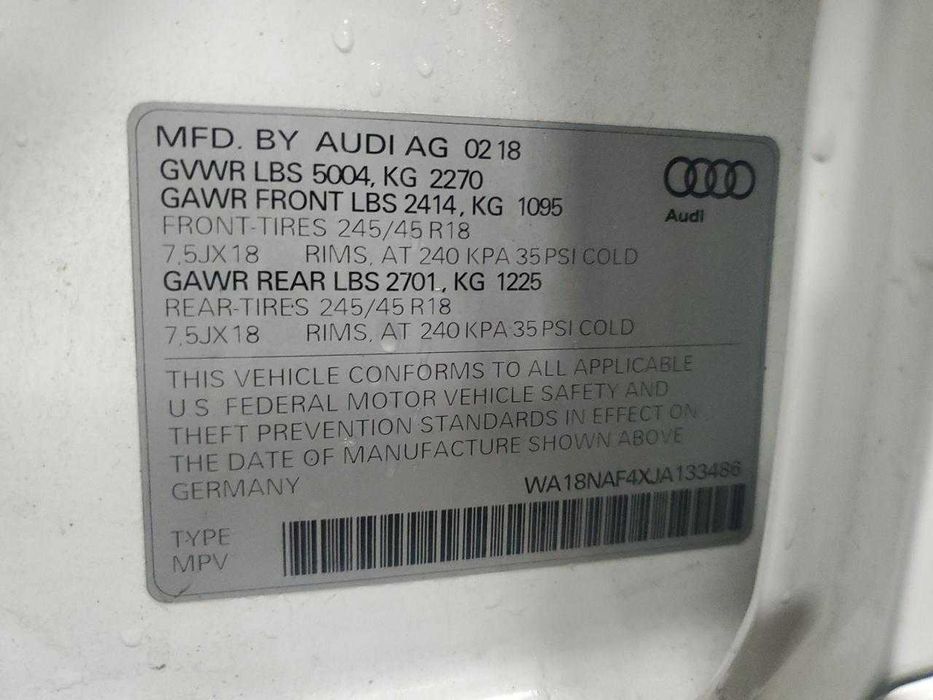 MFD. BY AUDI AG 02 18
GVWR LBS 5004, KG 2270
GAWR FRONT LBS 2414, KG 1095
FRONT-TIRES 245/45 R18
7,5JX18 RIMS, AT 240 KPA 35 PSI COLD
GAWR REAR LBS 2701, KG 1225
REAR-TIRES 245/45 R18
7,5JX18 RIMS, AT 240 KPA 35 PSI COLD
Audi
THIS VEHICLE CONFORMS TO ALL APPLICABLE
U S FEDERAL MOTOR VEHICLE SAFETY AND
THEFT PREVENTION STANDARDS IN EFFECT ON
THE DATE OF MANUFACTURE SHOWN ABOVE
GERMANY WA18NAF4XJA133486
TYPE
MPV